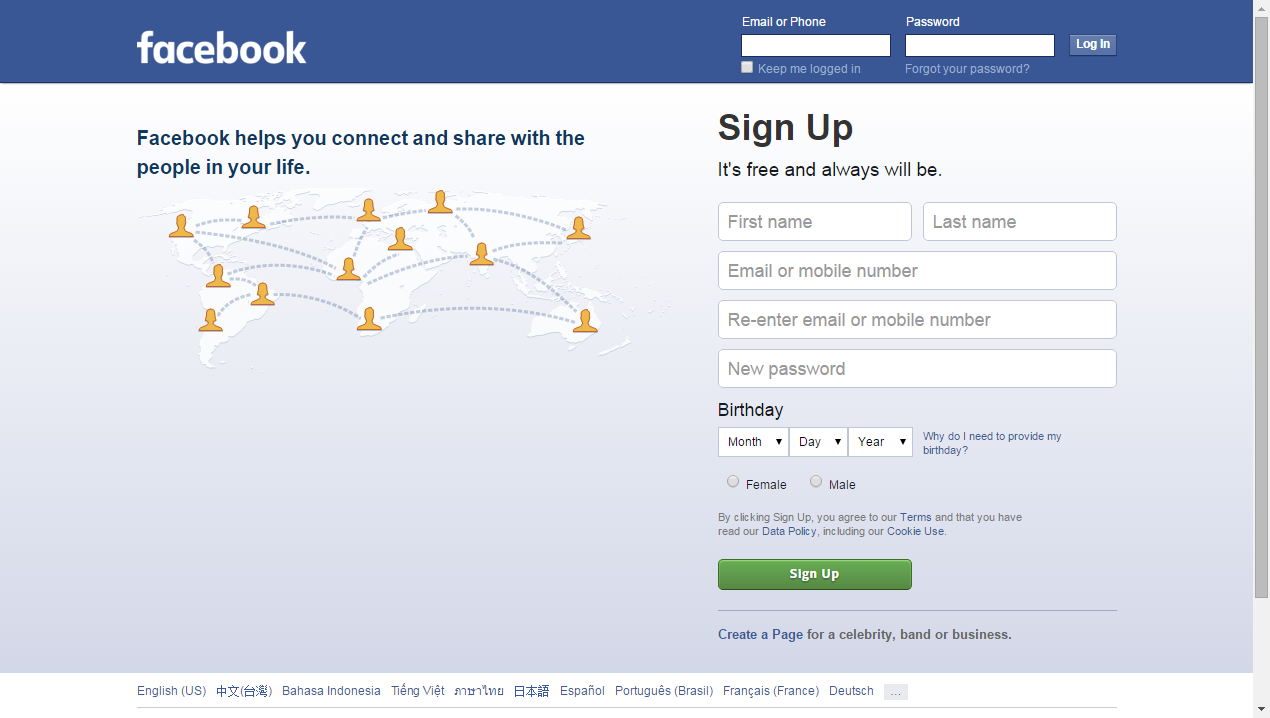 facebook
Email or Phone
Password
Log In
Keep me logged in
Forgot your password?
Facebook helps you connect and share with the
people in your life.
Sign Up
It's free and always will be.
First name
Last name
Email or mobile number
Re-enter email or mobile number
New password
Birthday
Month
Day
Year
Why do I need to provide my
birthday?
Female
Male
By clicking Sign Up, you agree to our Terms and that you have
read our Data Policy, including our Cookie Use.
Sign Up
Create a Page for a celebrity, band or business.
English (US) 中文(台灣) Bahasa Indonesia Tiếng Việt ภาษาไทย 日本語 Español Português (Brasil) Français (France) Deutsch ...